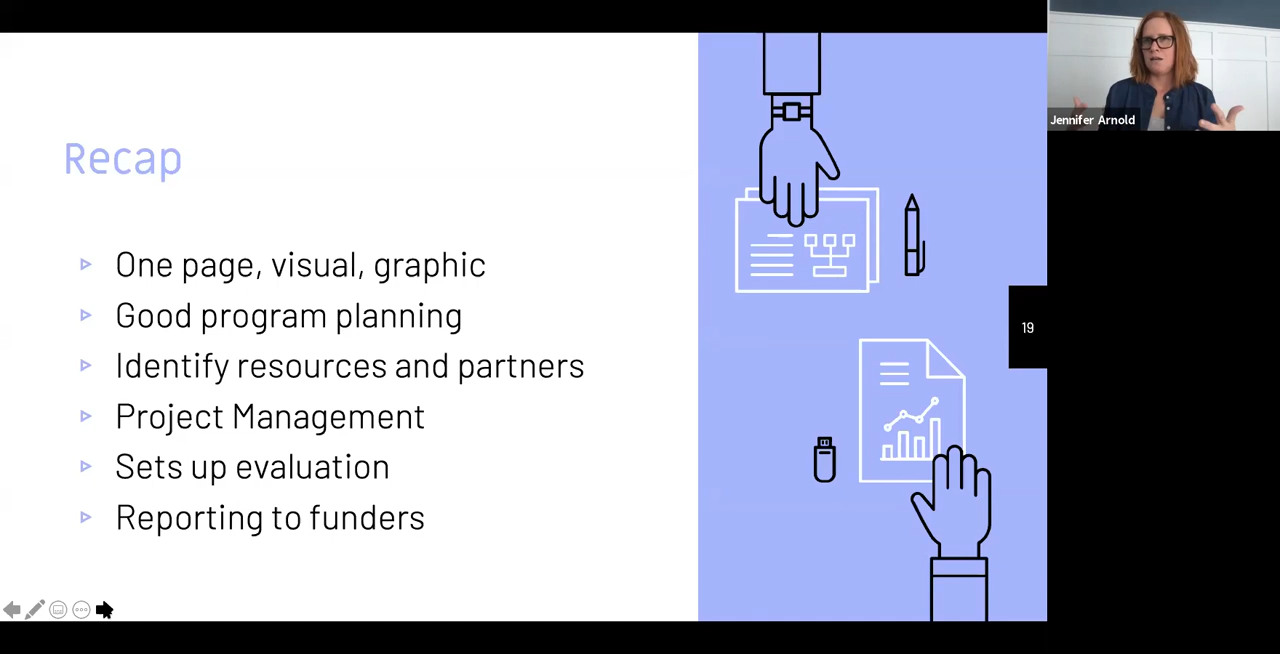 Recap
One page, visual, graphic
Good program planning
Identify resources and partners
Project Management
Sets up evaluation
Reporting to funders
19
Jennifer Arnold